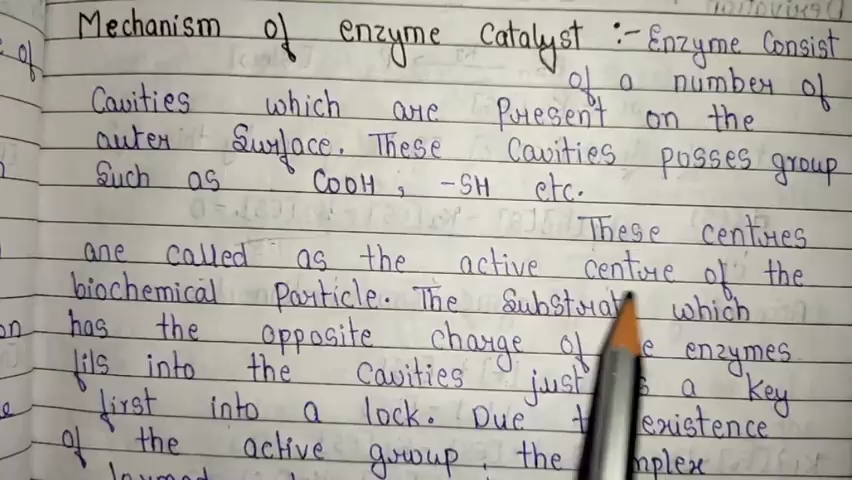 Mechanism of enzyme Catalyst :- Enzyme Consist
of a number of
Cavities which are Present on the
outer Surface. These Cavities posses group
Such as COOH, -SH etc.
These centres
are called as the active centre of the
biochemical Particle. The Substrat which
has the opposite charge of enzymes
fils into the cavities just a key
first into a lock. Due existence
of the active group, the